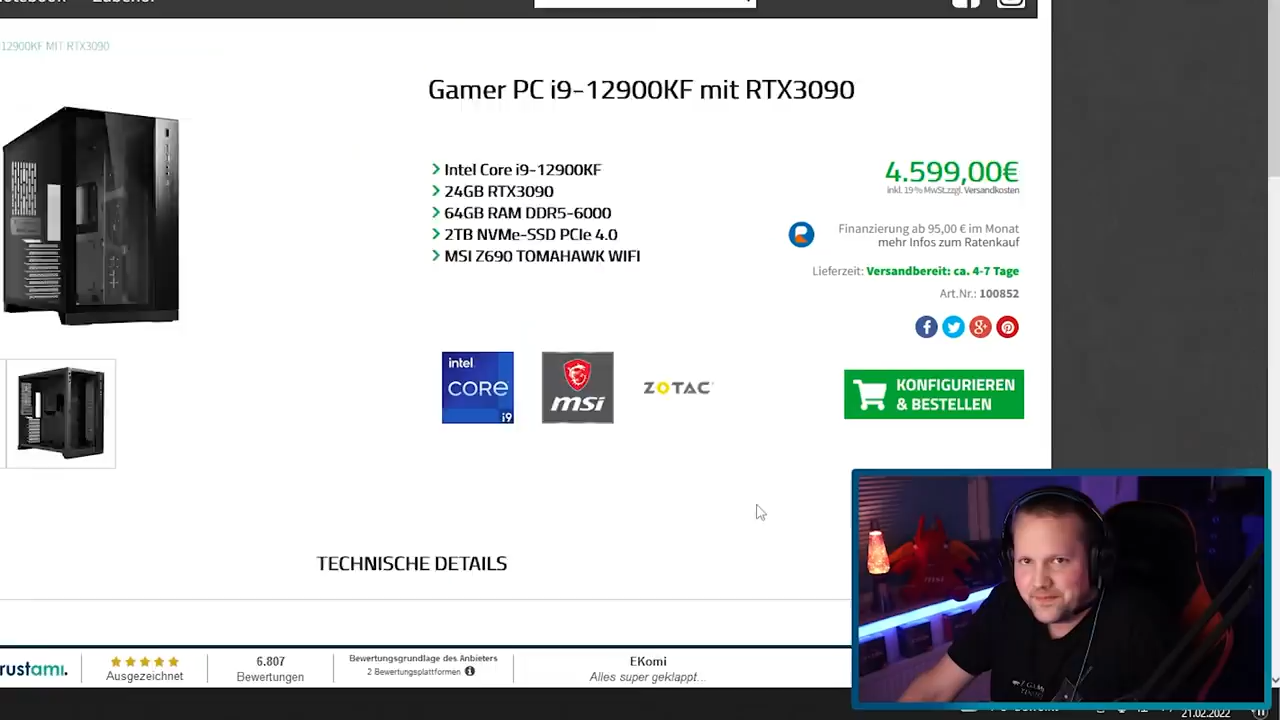 Zubehör
12900KF MIT RTX3090
Gamer PC i9-12900KF mit RTX3090
Intel Core i9-12900KF
24GB RTX3090
64GB RAM DDR5-6000
2TB NVMe-SSD PCIe 4.0
MSI Z690 TOMAHAWK WIFI
4.599,00€
inkl. 19 % MwSt.zzgl. Versandkosten
Finanzierung ab 95,00 € im Monat
mehr Infos zum Ratenkauf
Lieferzeit: Versandbereit: ca. 4-7 Tage
Art.Nr.: 100852
intel
CORE
i9
msi
ZOTAC
KONFIGURIEREN
& BESTELLEN
TECHNISCHE DETAILS
rustami.
Ausgezeichnet
6.807
Bewertungen
Bewertungsgrundlage des Anbieters
2 Bewertungsplattformen
EKomi
Alles super geklappt...
21.02.2022